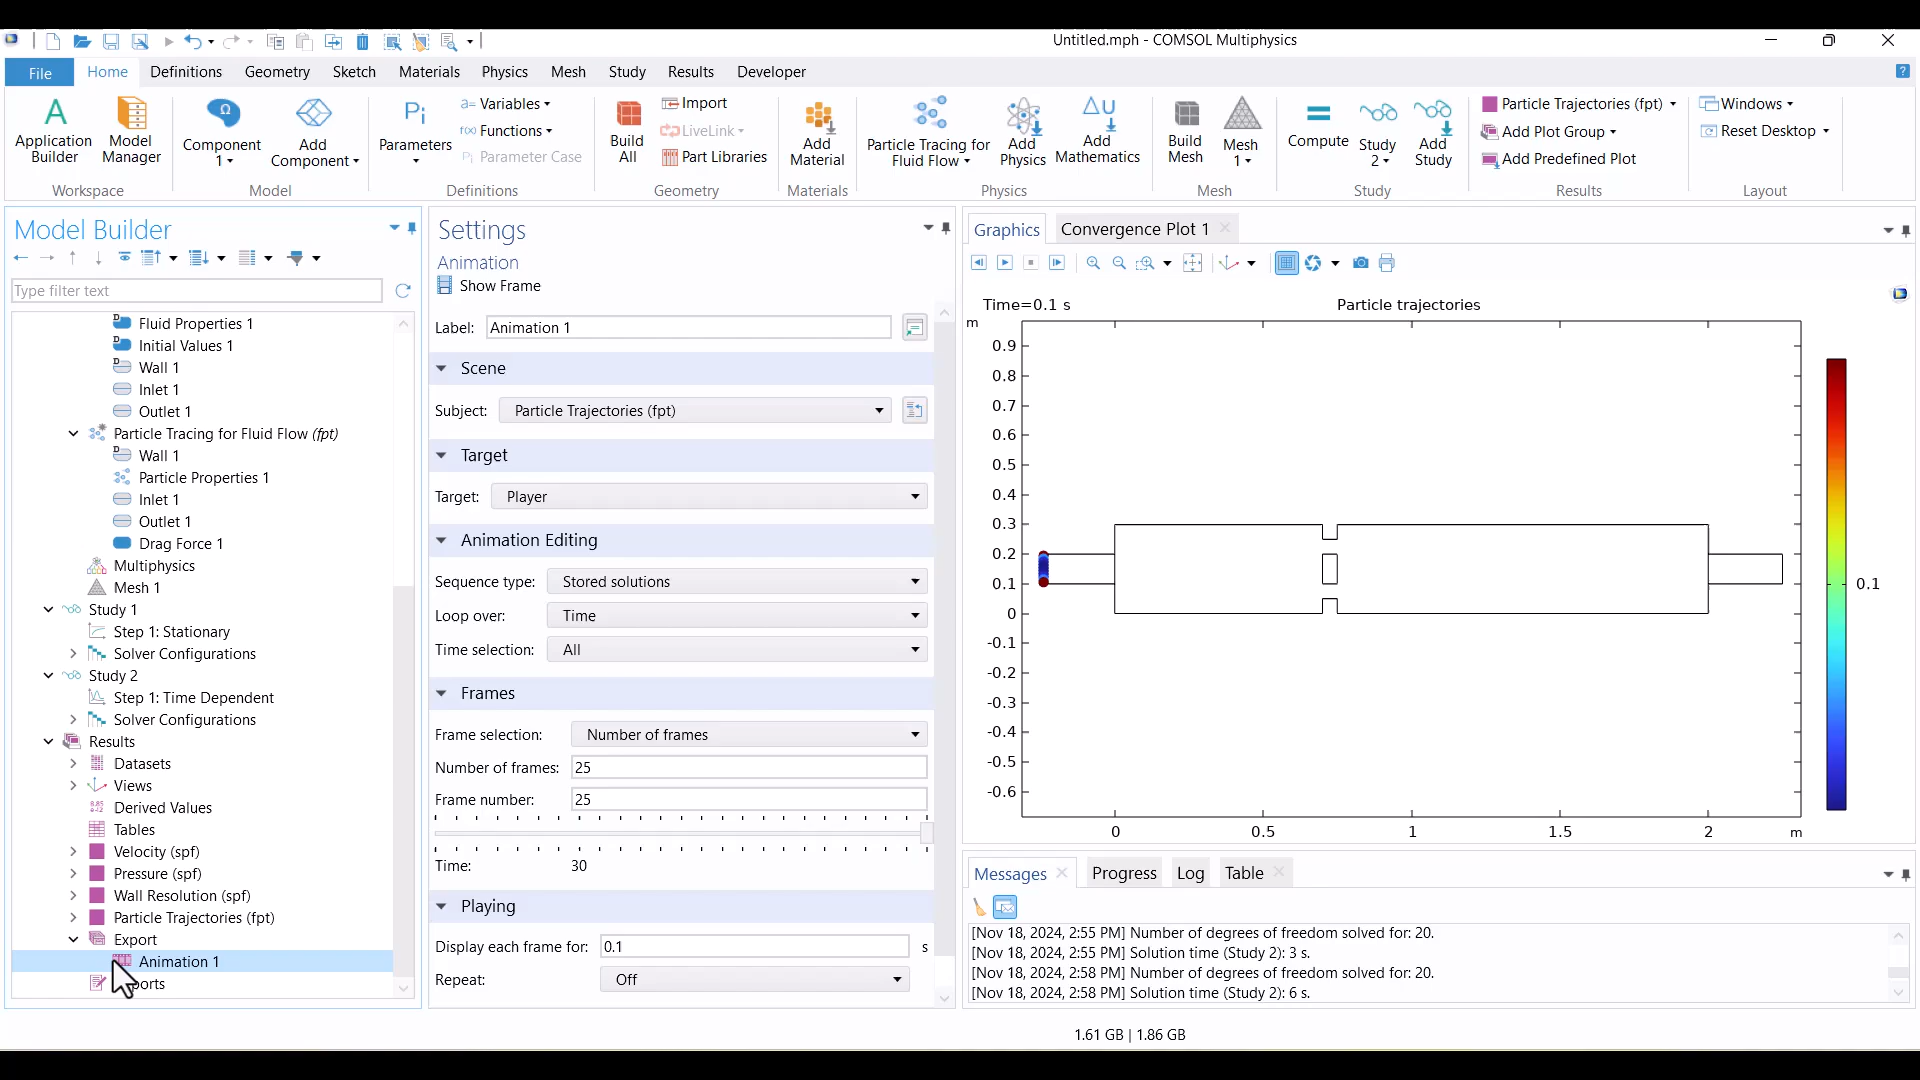 Untitled.mph - COMSOL Multiphysics
File Home Definitions Geometry Sketch Materials Physics Mesh Study Results Developer
Application Builder
Model Manager
Workspace
Component 1
Add Component
Model
Parameters
a= Variables
f(x) Functions
Pi Parameter Case
Definitions
Build All
Import
LiveLink
Part Libraries
Geometry
Add Material
Materials
Particle Tracing for Fluid Flow
Add Physics
Add Mathematics
Physics
Build Mesh
Mesh 1
Mesh
Compute
Study 2
Add Study
Study
Particle Trajectories (fpt)
Add Plot Group
Add Predefined Plot
Results
Windows
Reset Desktop
Layout
Model Builder
Type filter text
Fluid Properties 1
Initial Values 1
Wall 1
Inlet 1
Outlet 1
Particle Tracing for Fluid Flow (fpt)
Wall 1
Particle Properties 1
Inlet 1
Outlet 1
Drag Force 1
Multiphysics
Mesh 1
Study 1
Step 1: Stationary
Solver Configurations
Study 2
Step 1: Time Dependent
Solver Configurations
Results
Datasets
Views
Derived Values
Tables
Velocity (spf)
Pressure (spf)
Wall Resolution (spf)
Particle Trajectories (fpt)
Export
Animation 1
ports
Settings
Animation
Show Frame
Label: Animation 1
Scene
Subject: Particle Trajectories (fpt)
Target
Target: Player
Animation Editing
Sequence type: Stored solutions
Loop over: Time
Time selection: All
Frames
Frame selection: Number of frames
Number of frames: 25
Frame number: 25
Time: 30
Playing
Display each frame for: 0.1 s
Repeat: Off
Graphics Convergence Plot 1
Time=0.1 s Particle trajectories
m
0.9
0.8
0.7
0.6
0.5
0.4
0.3
0.2
0.1
0
-0.1
-0.2
-0.3
-0.4
-0.5
-0.6
0 0.5 1 1.5 2 m
0.1
Messages Progress Log Table
[Nov 18, 2024, 2:55 PM] Number of degrees of freedom solved for: 20.
[Nov 18, 2024, 2:55 PM] Solution time (Study 2): 3 s.
[Nov 18, 2024, 2:58 PM] Number of degrees of freedom solved for: 20.
[Nov 18, 2024, 2:58 PM] Solution time (Study 2): 6 s.
1.61 GB | 1.86 GB